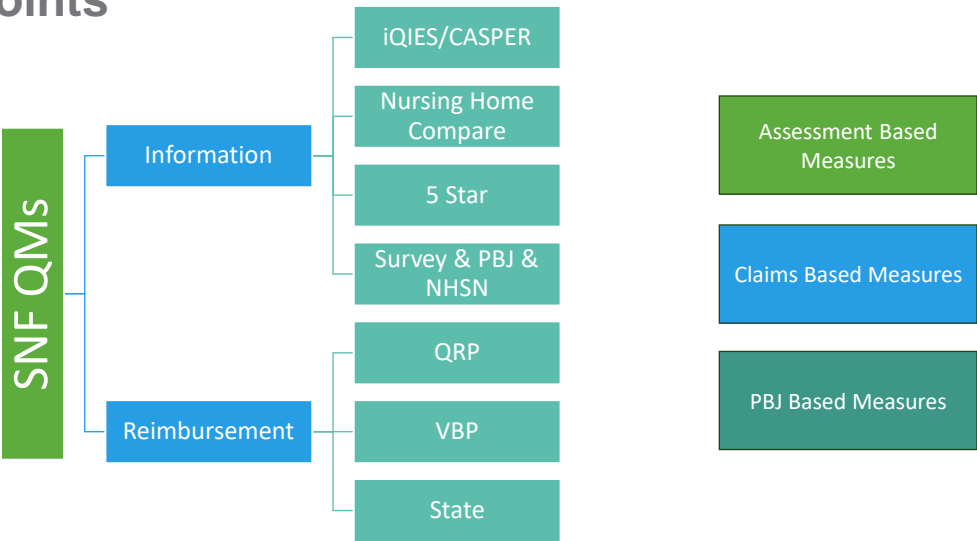 SNF QMs
Information
Reimbursement
iQIES/CASPER
Nursing Home
Compare
5 Star
Survey & PBJ &
NHSN
QRP
VBP
State
Assessment Based
Measures
Claims Based Measures
PBJ Based Measures